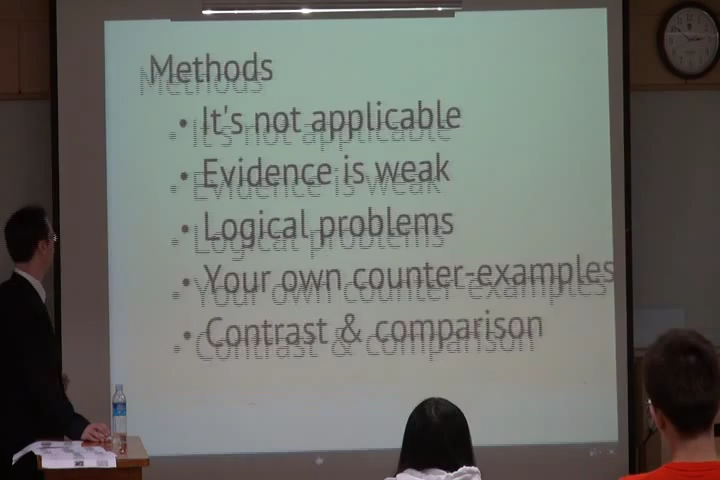 Methods
• It's not applicable
• Evidence is weak
• Logical problems
• Your own counter-examples
• Contrast & comparison